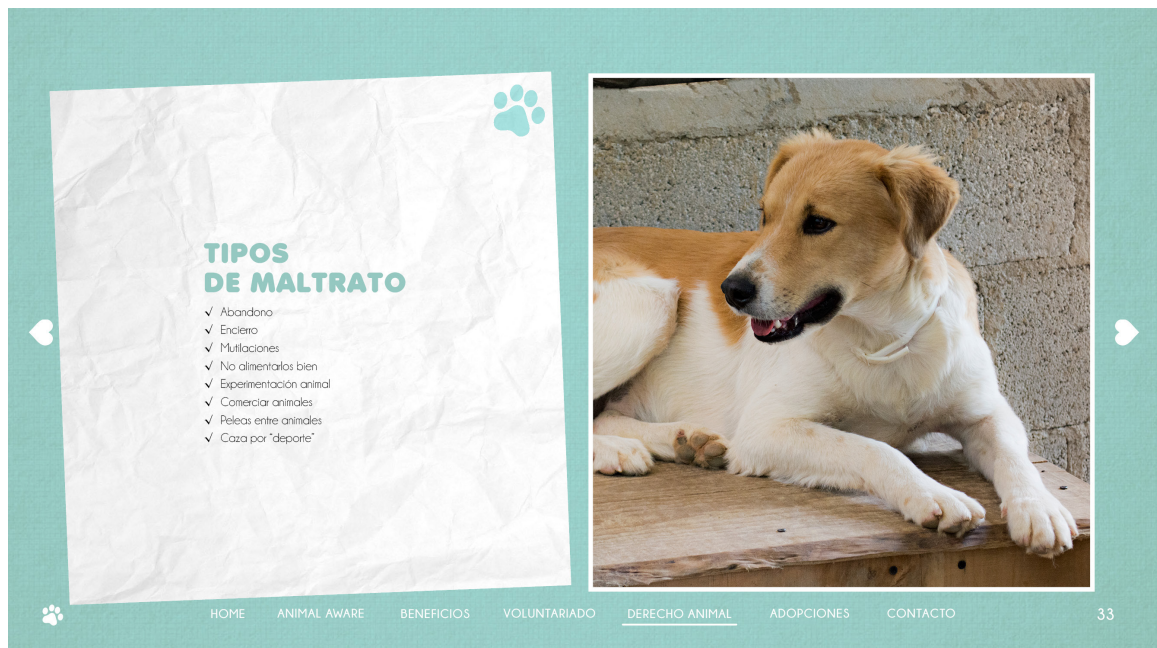 TIPOS
DE MALTRATO
√ Abandono
√ Encierro
√ Mutilaciones
√ No alimentarlos bien
√ Experimentación animal
√ Comerciar animales
√ Peleas entre animales
√ Caza por "deporte"
HOME ANIMAL AWARE BENEFICIOS VOLUNTARIADO DERECHO ANIMAL ADOPCIONES CONTACTO 33